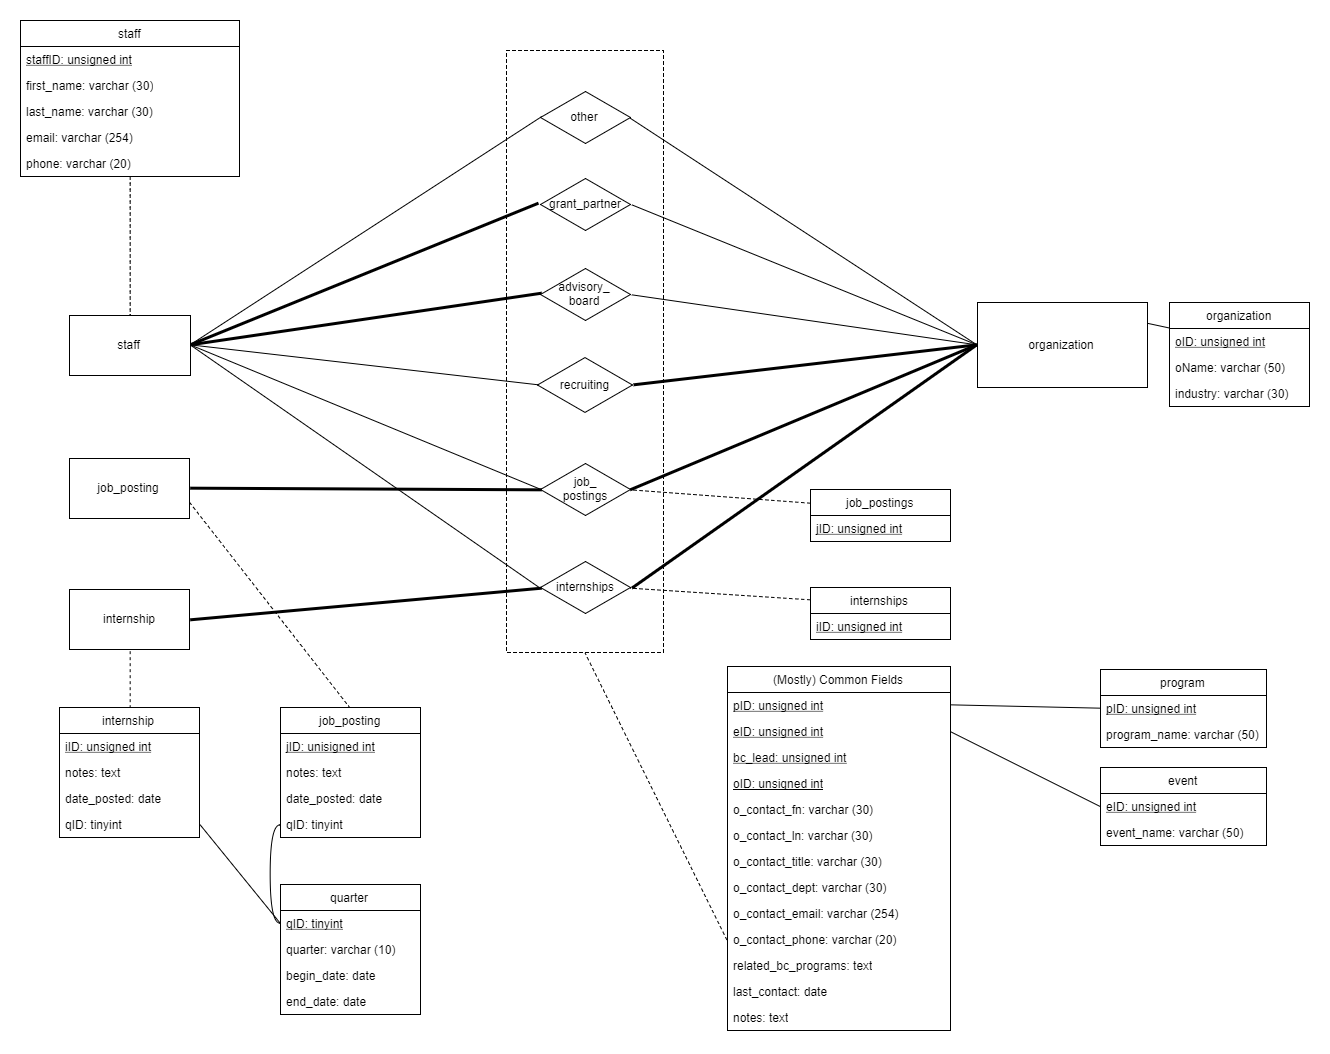 staff
staffID: unsigned int
first_name: varchar (30)
last_name: varchar (30)
email: varchar (254)
phone: varchar (20)
other
grant_partner
advisory_
board
recruiting
job_
postings
internships
staff
job_posting
internship
organization
organization
oID: unsigned int
oName: varchar (50)
industry: varchar (30)
job_postings
jID: unsigned int
internships
iID: unsigned int
internship
iID: unsigned int
notes: text
date_posted: date
qID: tinyint
job_posting
jID: unisigned int
notes: text
date_posted: date
qID: tinyint
quarter
qID: tinyint
quarter: varchar (10)
begin_date: date
end_date: date
(Mostly) Common Fields
pID: unsigned int
eID: unsigned int
bc_lead: unsigned int
oID: unsigned int
o_contact_fn: varchar (30)
o_contact_ln: varchar (30)
o_contact_title: varchar (30)
o_contact_dept: varchar (30)
o_contact_email: varchar (254)
o_contact_phone: varchar (20)
related_bc_programs: text
last_contact: date
notes: text
program
pID: unsigned int
program_name: varchar (50)
event
eID: unsigned int
event_name: varchar (50)